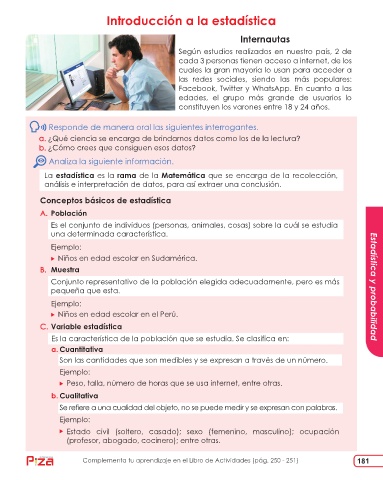 Introducción a la estadística
Internautas
Según estudios realizados en nuestro país, 2 de
cada 3 personas tienen acceso a internet, de los
cuales la gran mayoría lo usan para acceder a
las redes sociales, siendo las más populares:
Facebook, Twitter y WhatsApp. En cuanto a las
edades, el grupo más grande de usuarios lo
constituyen los varones entre 18 y 24 años.
Responde de manera oral las siguientes interrogantes.
a. ¿Qué ciencia se encarga de brindarnos datos como los de la lectura?
b. ¿Cómo crees que consiguen esos datos?
Analiza la siguiente información.
La estadística es la rama de la Matemática que se encarga de la recolección,
análisis e interpretación de datos, para así extraer una conclusión.
Conceptos básicos de estadística
A. Población
Es el conjunto de individuos (personas, animales, cosas) sobre la cuál se estudia
una determinada característica.
Ejemplo:
Niños en edad escolar en Sudamérica.
B. Muestra
Conjunto representativo de la población elegida adecuadamente, pero es más
pequeña que esta.
Ejemplo:
Niños en edad escolar en el Perú.
C. Variable estadística
Es la característica de la población que se estudia. Se clasifica en:
a. Cuantitativa
Son las cantidades que son medibles y se expresan a través de un número.
Ejemplo:
Peso, talla, número de horas que se usa internet, entre otras.
b. Cualitativa
Se refiere a una cualidad del objeto, no se puede medir y se expresan con palabras.
Ejemplo:
Estado civil (soltero, casado); sexo (femenino, masculino); ocupación
(profesor, abogado, cocinero); entre otras.
Estadística y probabilidad
Complementa tu aprendizaje en el Libro de Actividades (pág. 250 - 251)
181